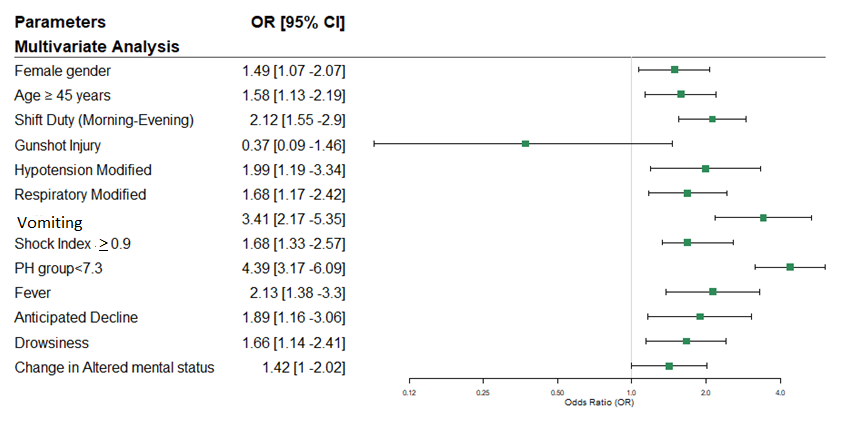 Parameters OR [95% CI]
Multivariate Analysis
Female gender 1.49 [1.07 -2.07]
Age ≥ 45 years 1.58 [1.13 -2.19]
Shift Duty (Morning-Evening) 2.12 [1.55 -2.9]
Gunshot Injury 0.37 [0.09 -1.46]
Hypotension Modified 1.99 [1.19 -3.34]
Respiratory Modified 1.68 [1.17 -2.42]
Vomiting 3.41 [2.17 -5.35]
Shock Index ≥ 0.9 1.68 [1.33 -2.57]
PH group<7.3 4.39 [3.17 -6.09]
Fever 2.13 [1.38 -3.3]
Anticipated Decline 1.89 [1.16 -3.06]
Drowsiness 1.66 [1.14 -2.41]
Change in Altered mental status 1.42 [1 -2.02]
0.12 0.25 0.50 1.0 2.0 4.0
Odds Ratio (OR)